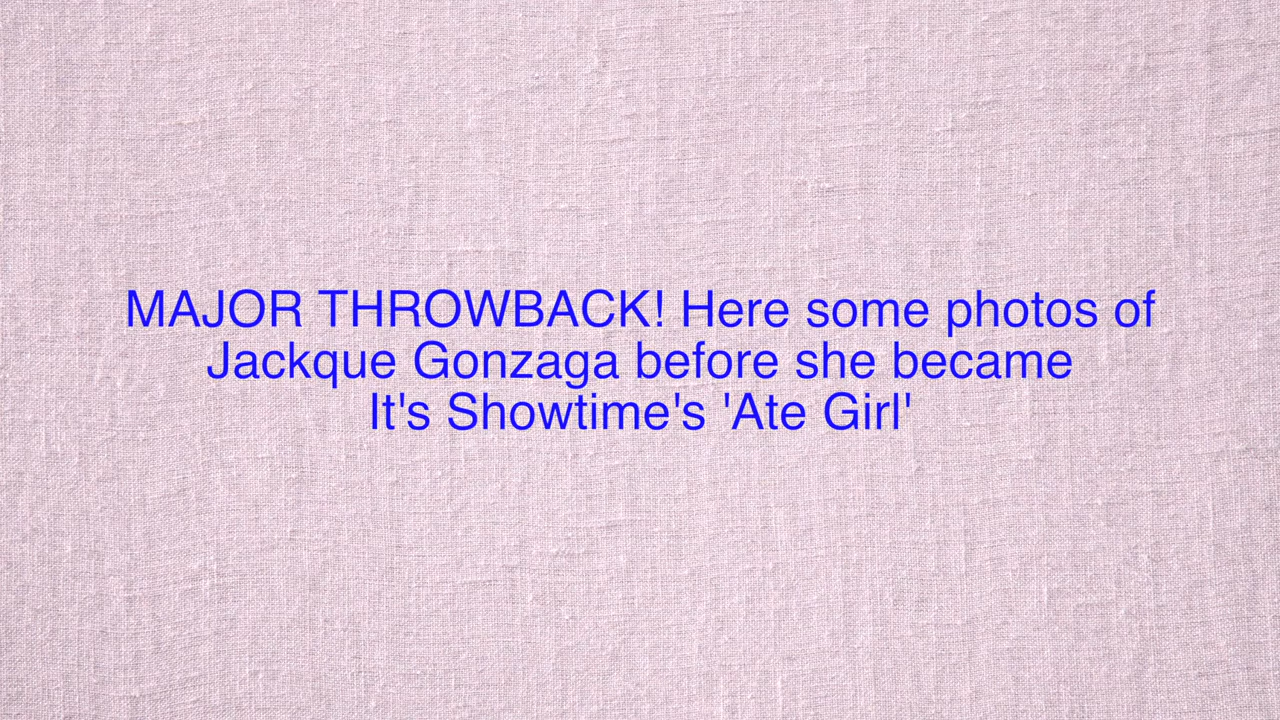 MAJOR THROWBACK! Here some photos of
Jackque Gonzaga before she became
It's Showtime's 'Ate Girl'